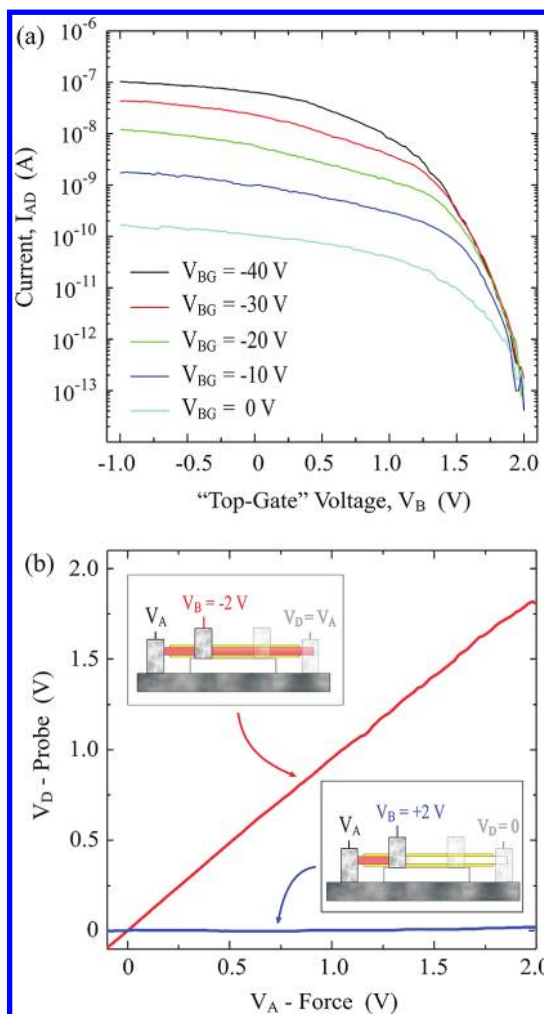 (a)
10⁻⁶
10⁻⁷
10⁻⁸
10⁻⁹
10⁻¹⁰
10⁻¹¹
10⁻¹²
10⁻¹³
Current, I_AD (A)
V_BG = -40 V
V_BG = -30 V
V_BG = -20 V
V_BG = -10 V
V_BG = 0 V
-1.0 -0.5 0 0.5 1.0 1.5 2.0
“Top-Gate” Voltage, V_B (V)
(b)
2.0
1.5
1.0
0.5
0
V_D - Probe (V)
V_A
V_B = -2 V
V_D = V_A
V_A
V_B = +2 V
V_D = 0
0 0.5 1.0 1.5 2.0
V_A - Force (V)